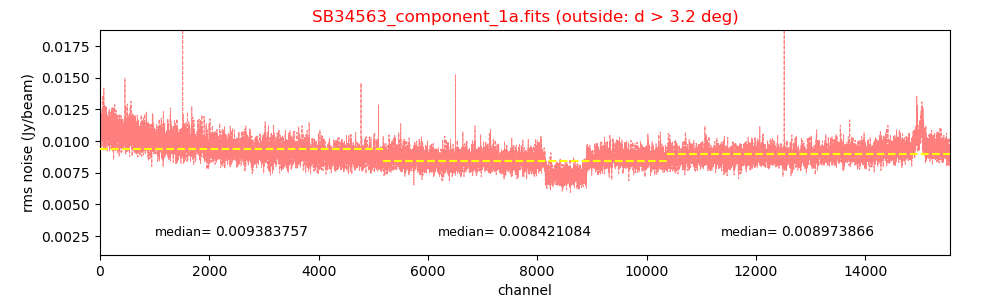 SB34563_component_1a.fits (outside: d > 3.2 deg)
rms noise (Jy/beam)
0.0175
0.0150
0.0125
0.0100
0.0075
0.0050
0.0025
median= 0.009383757 median= 0.008421084 median= 0.008973866
0 2000 4000 6000 8000 10000 12000 14000
channel